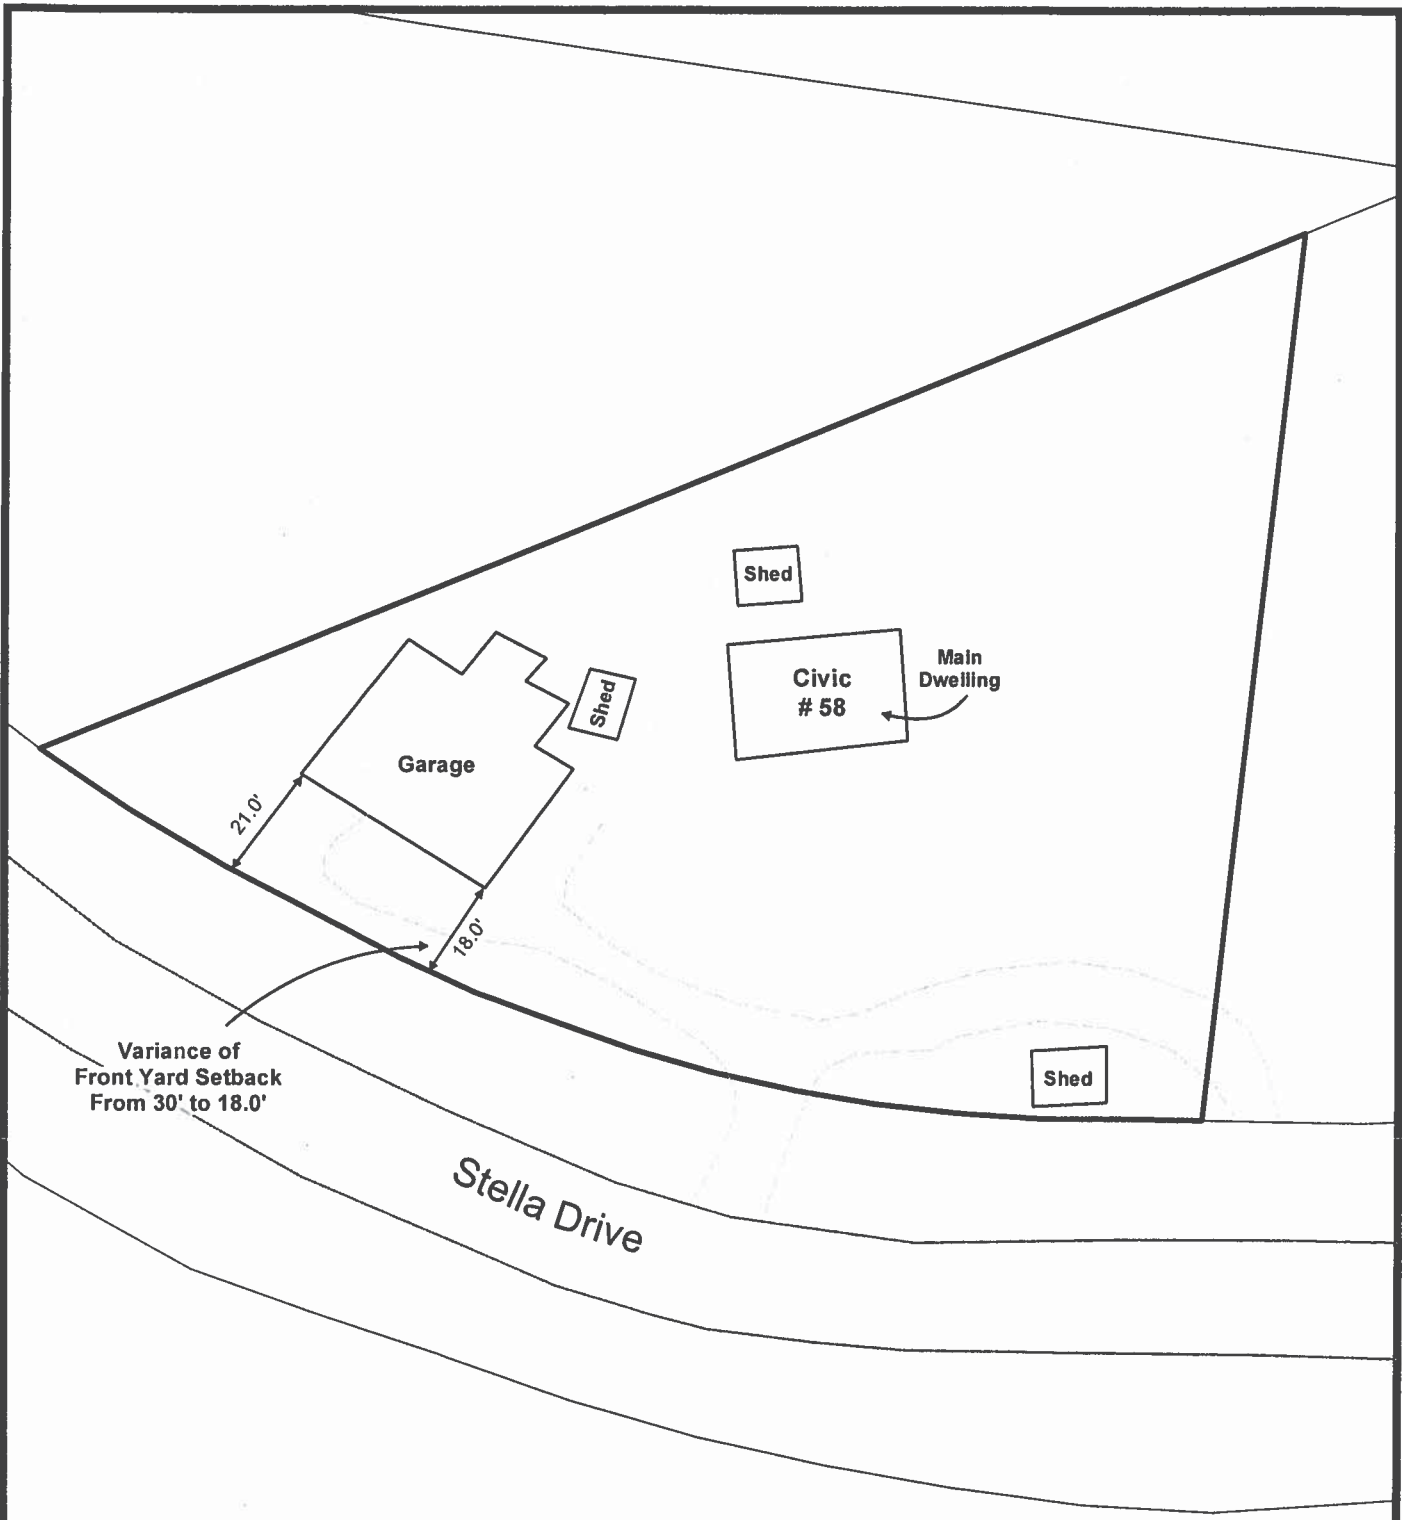 Shed
Civic
# 58
Main
Dwelling
Shed
Garage
21.0'
18.0'
Variance of
Front Yard Setback
From 30' to 18.0'
Shed
Stella Drive